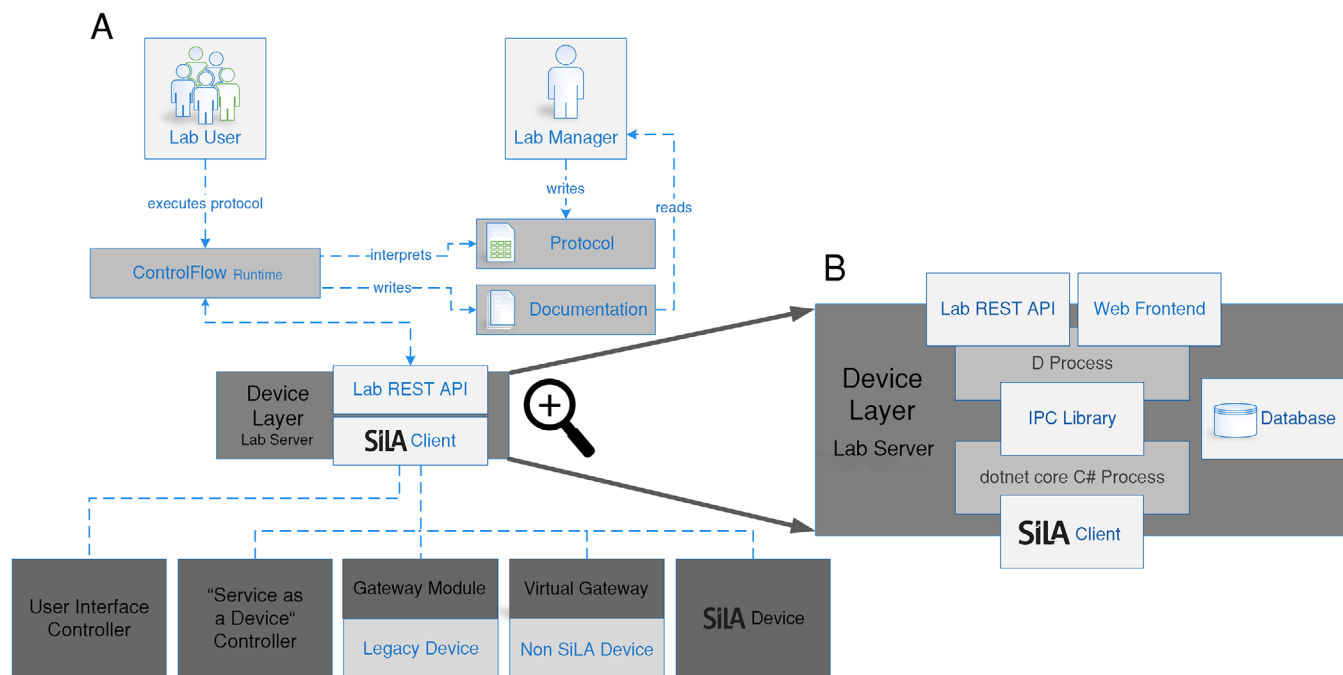 A
Lab User
Lab Manager
executes protocol
writes
reads
ControlFlow Runtime
interprets
writes
Protocol
Documentation
Device
Layer
Lab Server
Lab REST API
SiLA Client
User Interface
Controller
“Service as
a Device“
Controller
Gateway Module
Legacy Device
Virtual Gateway
Non SiLA Device
SiLA Device
B
Lab REST API
Web Frontend
D Process
Device
Layer
Lab Server
IPC Library
Database
dotnet core C# Process
SiLA Client